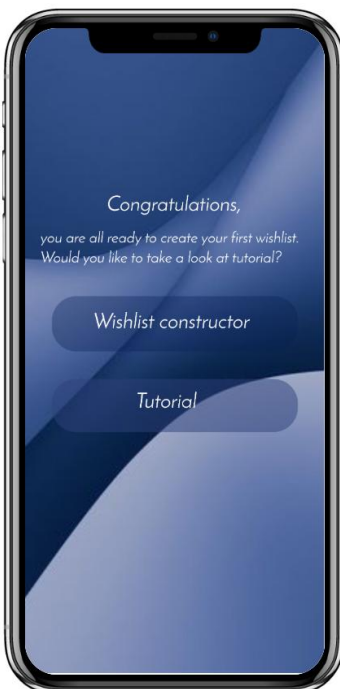 Congratulations,
you are all ready to create your first wishlist.
Would you like to take a look at tutorial?
Wishlist constructor
Tutorial